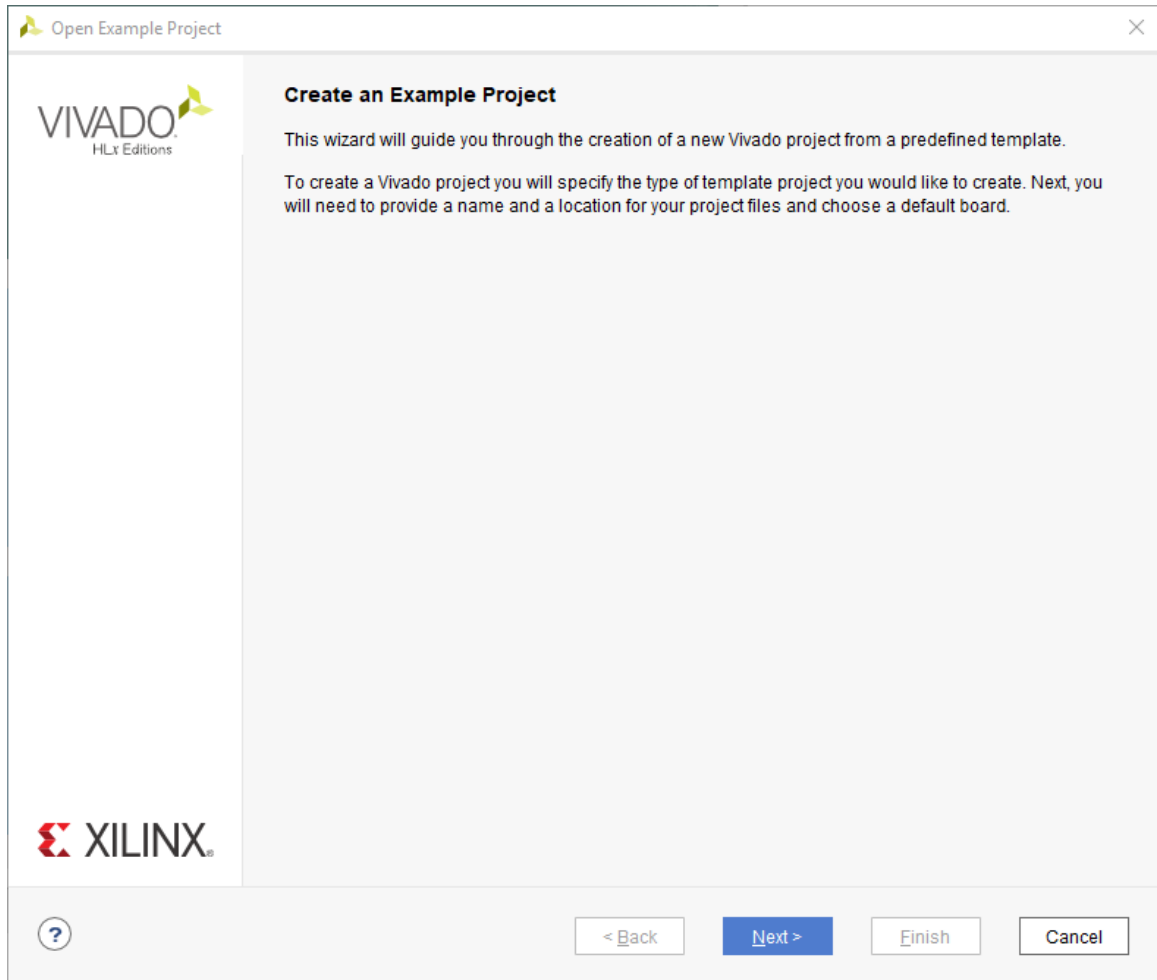 Open Example Project
VIVADO.
HLx Editions
Create an Example Project
This wizard will guide you through the creation of a new Vivado project from a predefined template.
To create a Vivado project you will specify the type of template project you would like to create. Next, you
will need to provide a name and a location for your project files and choose a default board.
XILINX®
?
< Back
Next >
Finish
Cancel